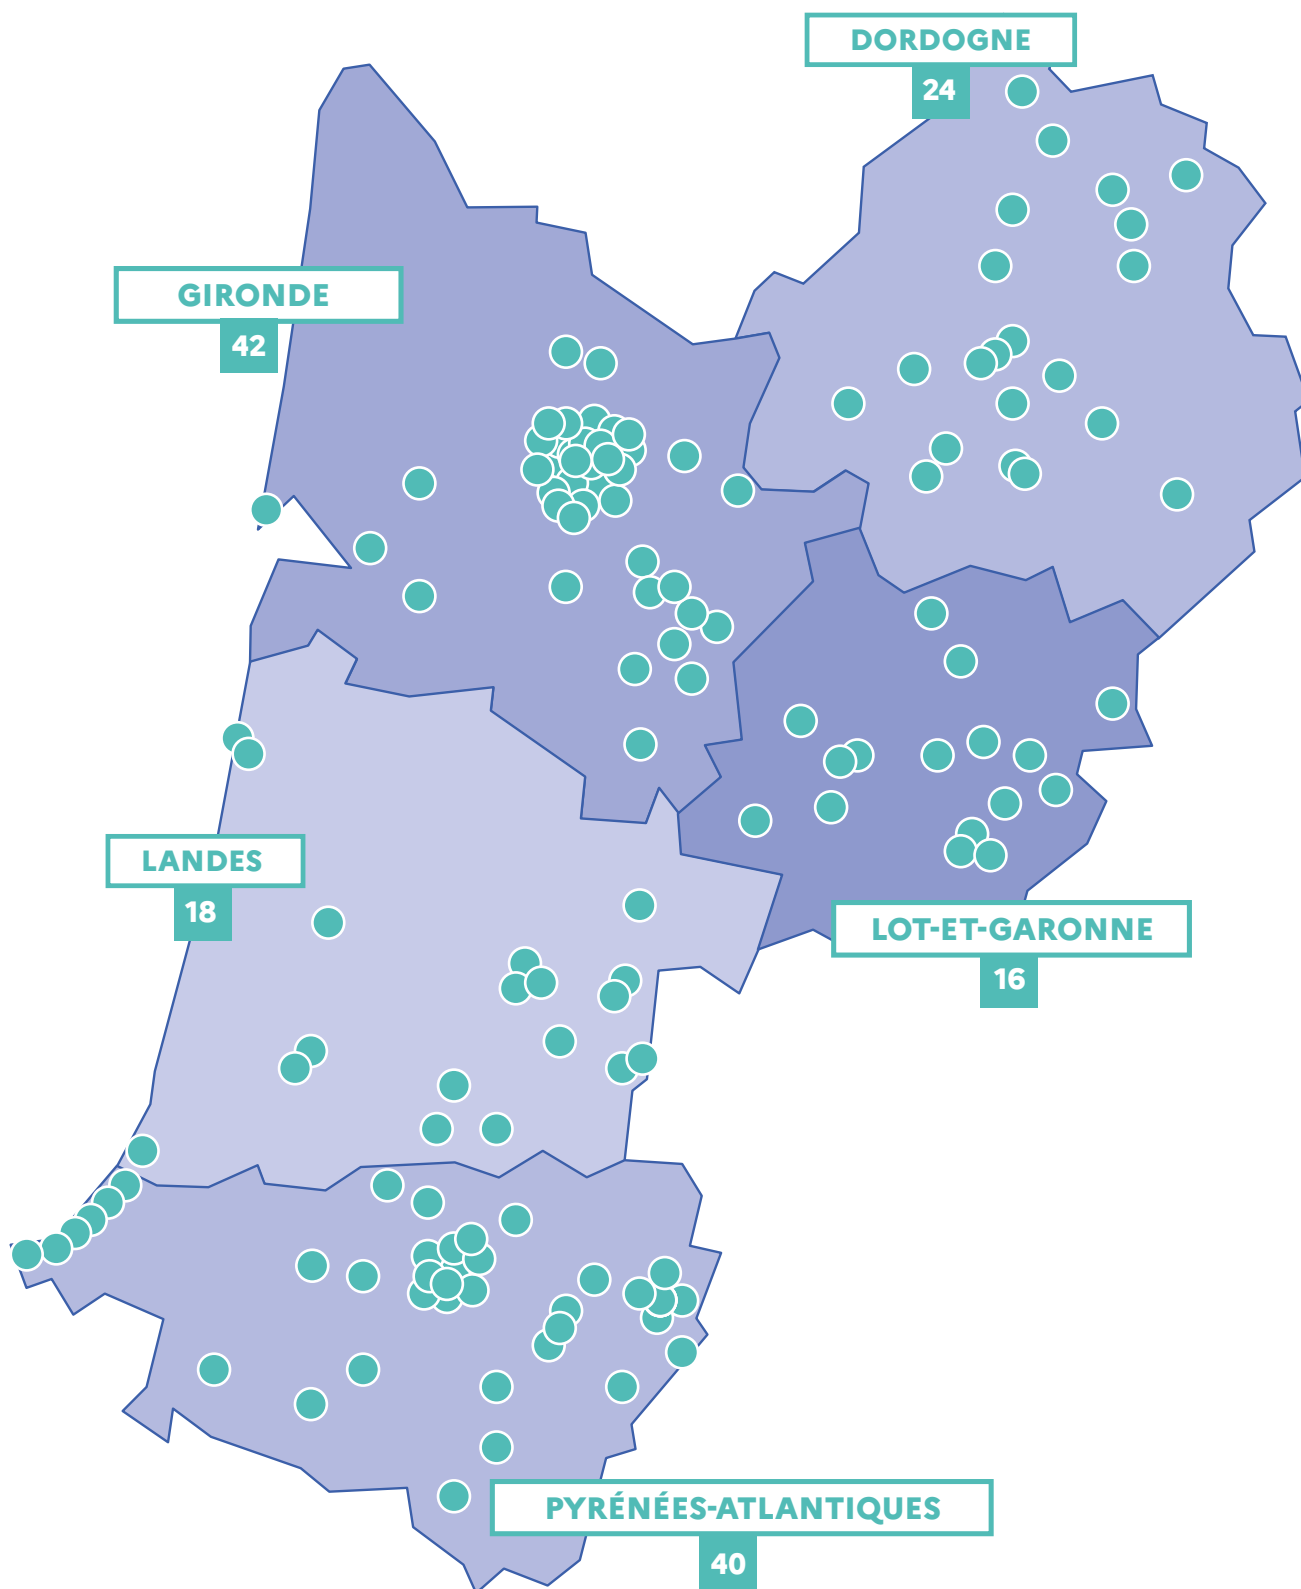 DORDOGNE
24
GIRONDE
42
LANDES
18
LOT-ET-GARONNE
16
PYRÉNÉES-ATLANTIQUES
40